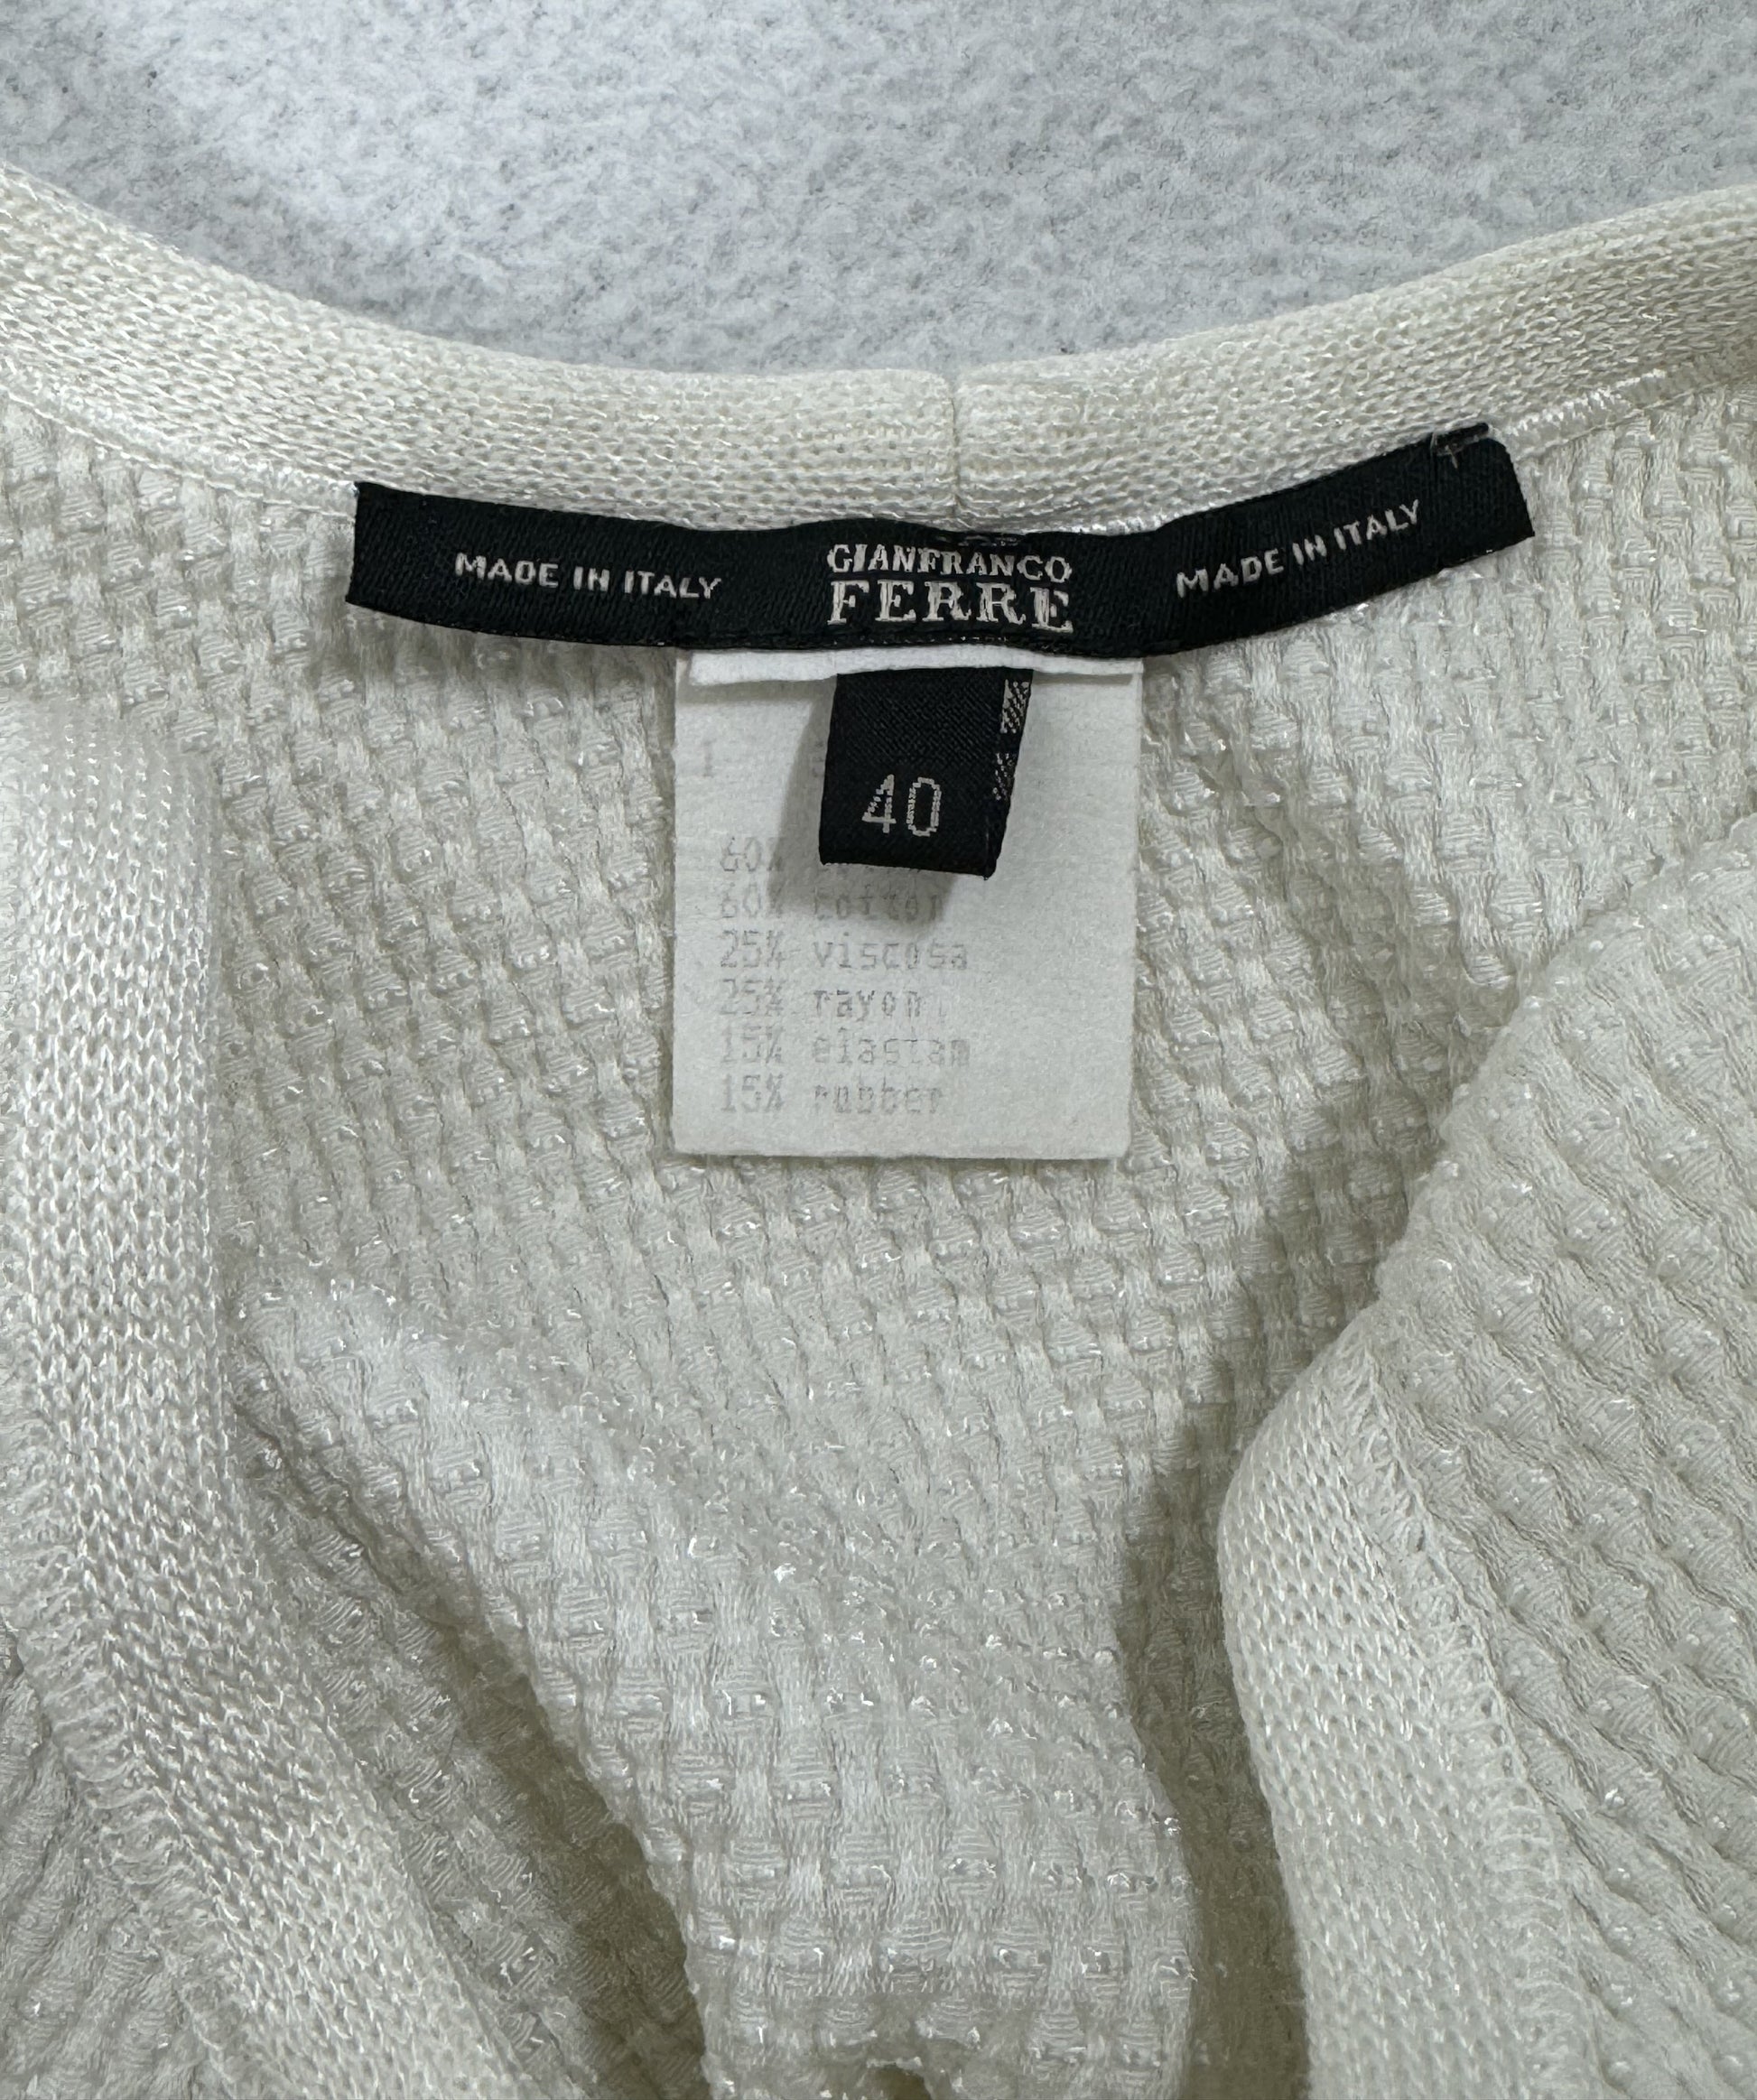 MADE IN ITALY
GIANFRANCO
FERRE
MADE IN ITALY
40
60%
60% cotton
25% viscosa
25% rayon
15% elastam
15% rubber